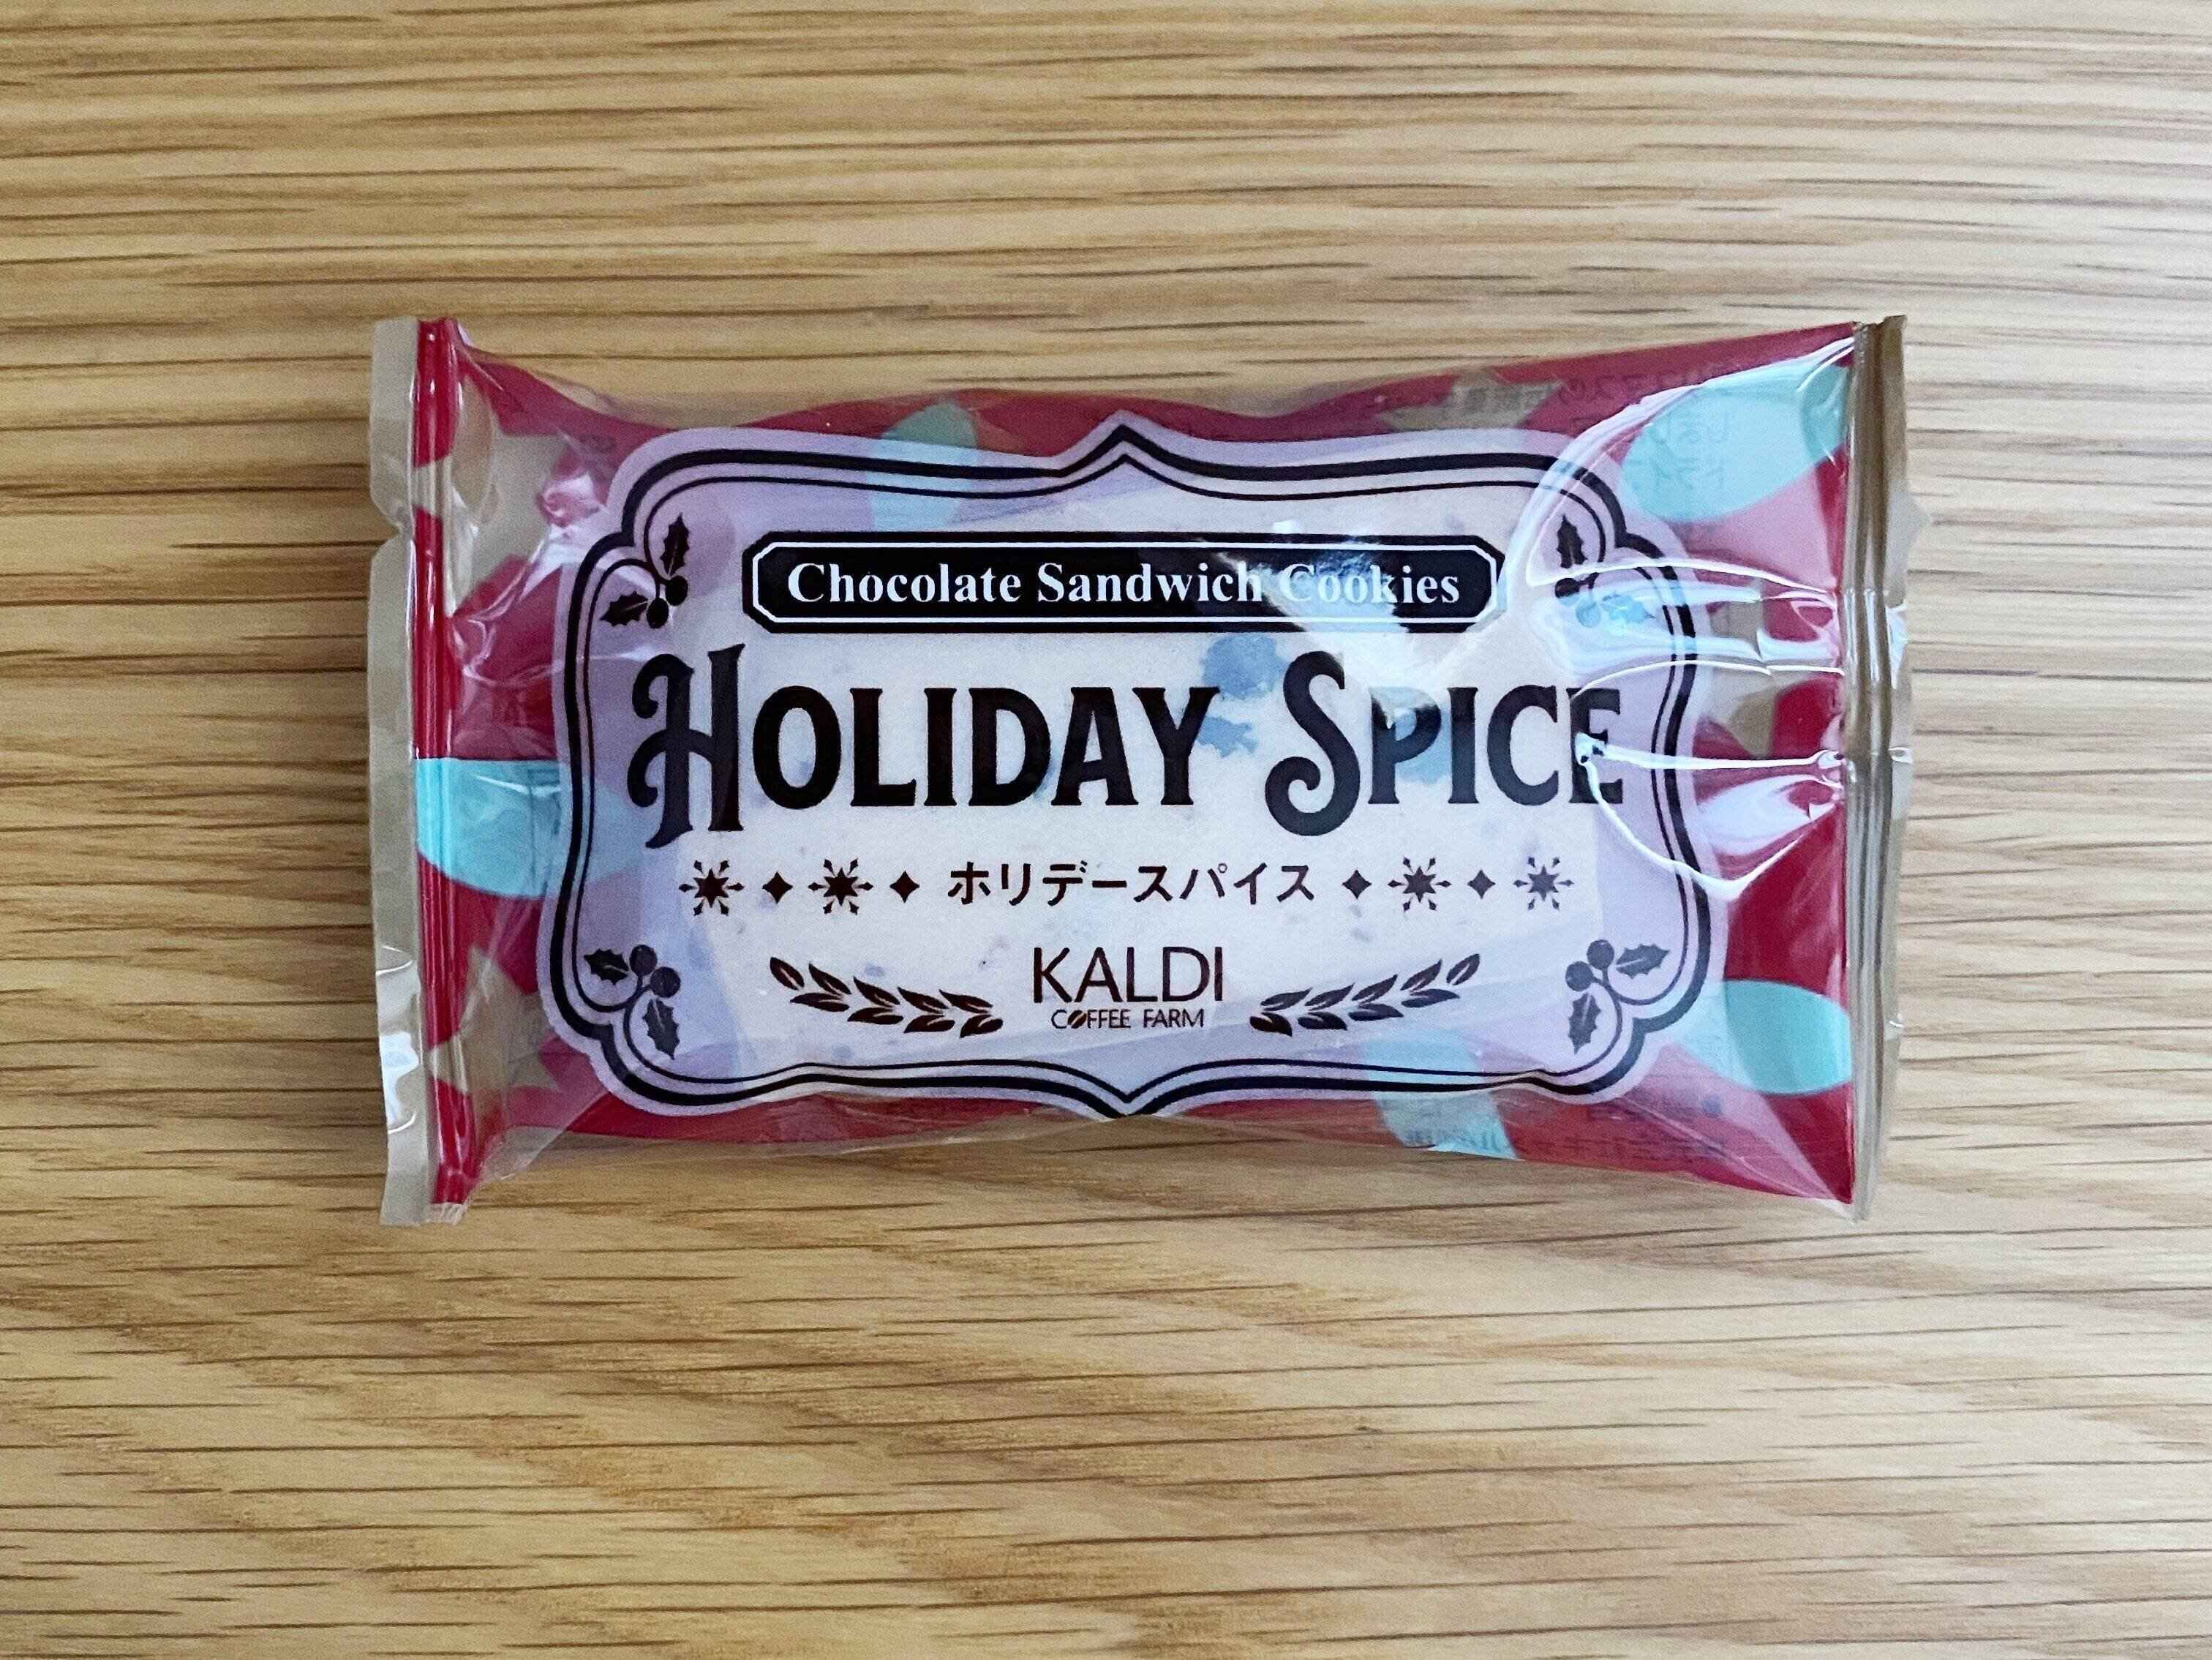 Chocolate Sandwich Cookies
HOLIDAY SPICE
ホリデースパイス
KALDI
COFFEE FARM